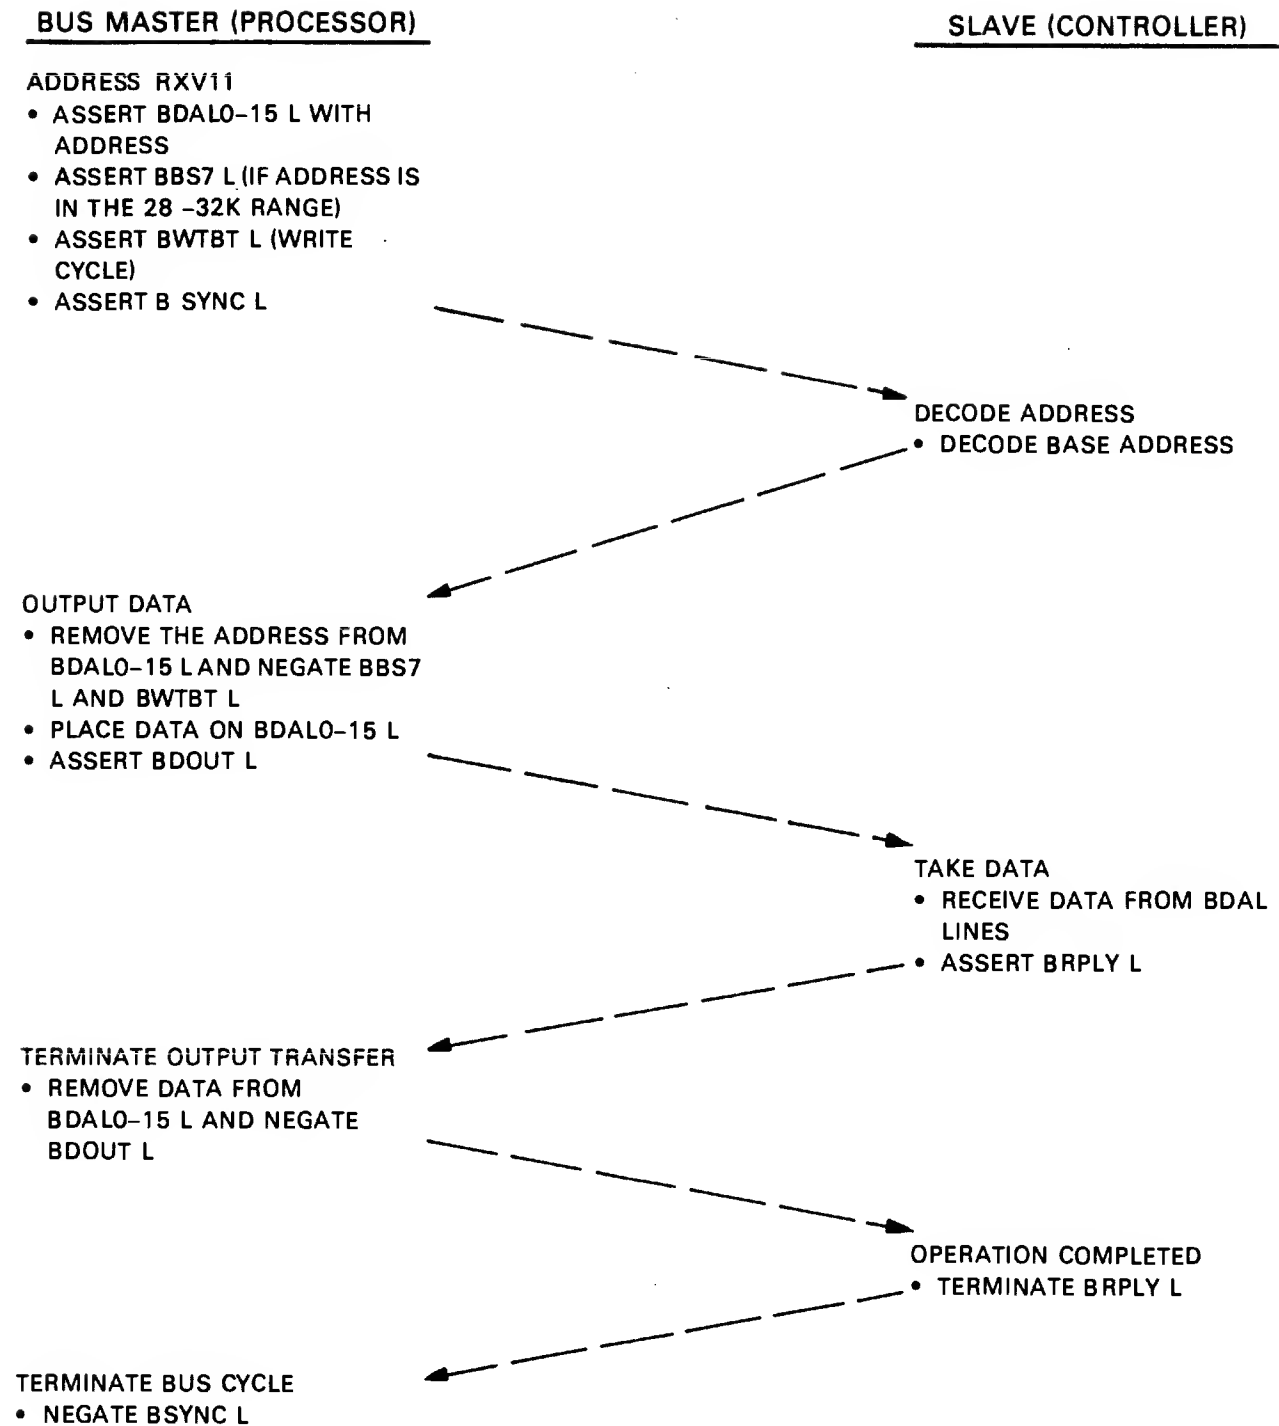 BUS MASTER (PROCESSOR)
SLAVE (CONTROLLER)
ADDRESS RXV11
• ASSERT BDAL0-15 L WITH
ADDRESS
• ASSERT BBS7 L (IF ADDRESS IS
IN THE 28 -32K RANGE)
• ASSERT BWTBT L (WRITE
CYCLE)
• ASSERT B SYNC L
DECODE ADDRESS
• DECODE BASE ADDRESS
OUTPUT DATA
• REMOVE THE ADDRESS FROM
BDAL0-15 L AND NEGATE BBS7
L AND BWTBT L
• PLACE DATA ON BDAL0-15 L
• ASSERT BDOUT L
TAKE DATA
• RECEIVE DATA FROM BDAL
LINES
• ASSERT BRPLY L
TERMINATE OUTPUT TRANSFER
• REMOVE DATA FROM
BDAL0-15 L AND NEGATE
BDOUT L
OPERATION COMPLETED
• TERMINATE BRPLY L
TERMINATE BUS CYCLE
• NEGATE BSYNC L